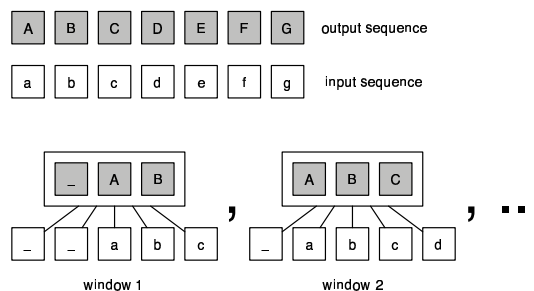 A B C D E F G output sequence
a b c d e f g input sequence
_ A B , A B C , ..
_ _ a b c _ a b c d
window 1 window 2